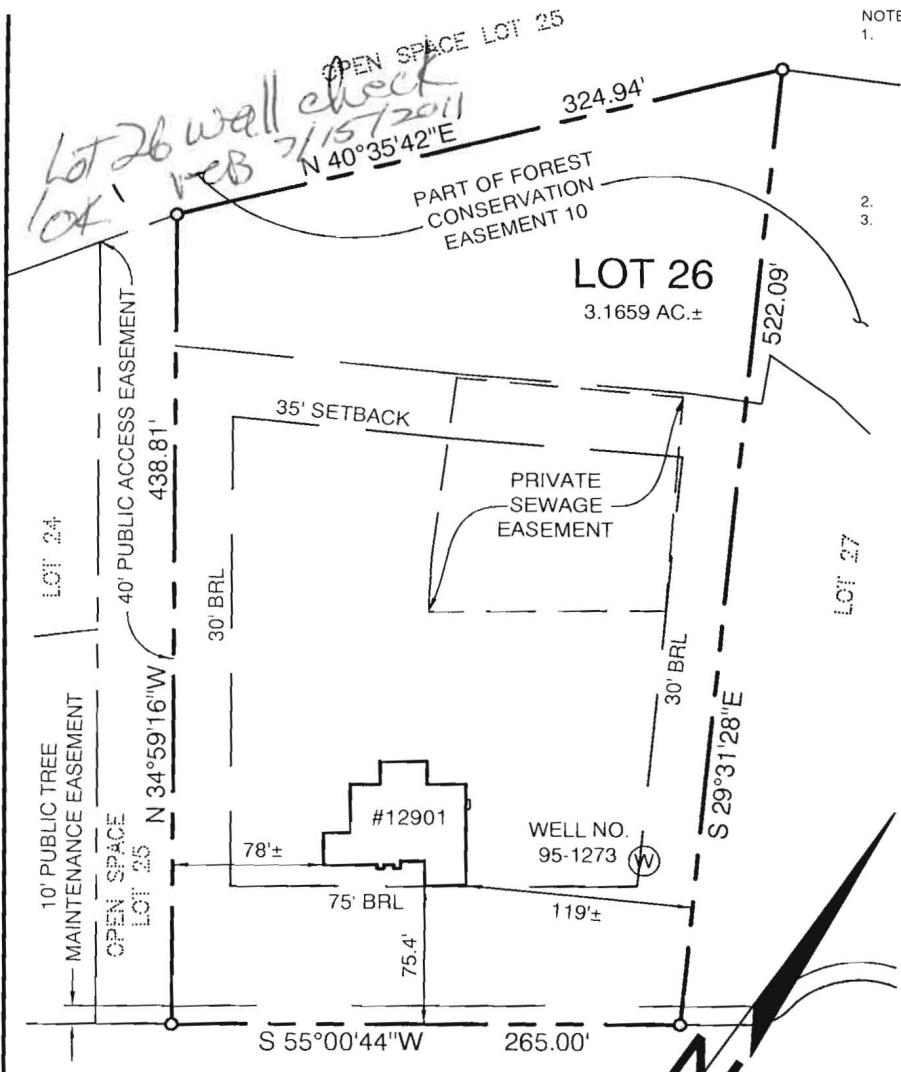 NOTE
1.
OPEN SPACE LOT 25
Lot 26 wall check
OK
7/15/2011
324.94'
N 40°35'42"E
PART OF FOREST
CONSERVATION
EASEMENT 10
2.
3.
LOT 26
3.1659 AC.±
522.09'
40' PUBLIC ACCESS EASEMENT
438.81'
35' SETBACK
PRIVATE
SEWAGE
EASEMENT
LOT 24
LOT 27
30' BRL
30' BRL
N 34°59'16"W
S 29°31'28"E
10' PUBLIC TREE
MAINTENANCE EASEMENT
OPEN SPACE
LOT 25
#12901
WELL NO.
95-1273
W
78'±
75' BRL
119'±
75.4'
S 55°00'44"W
265.00'